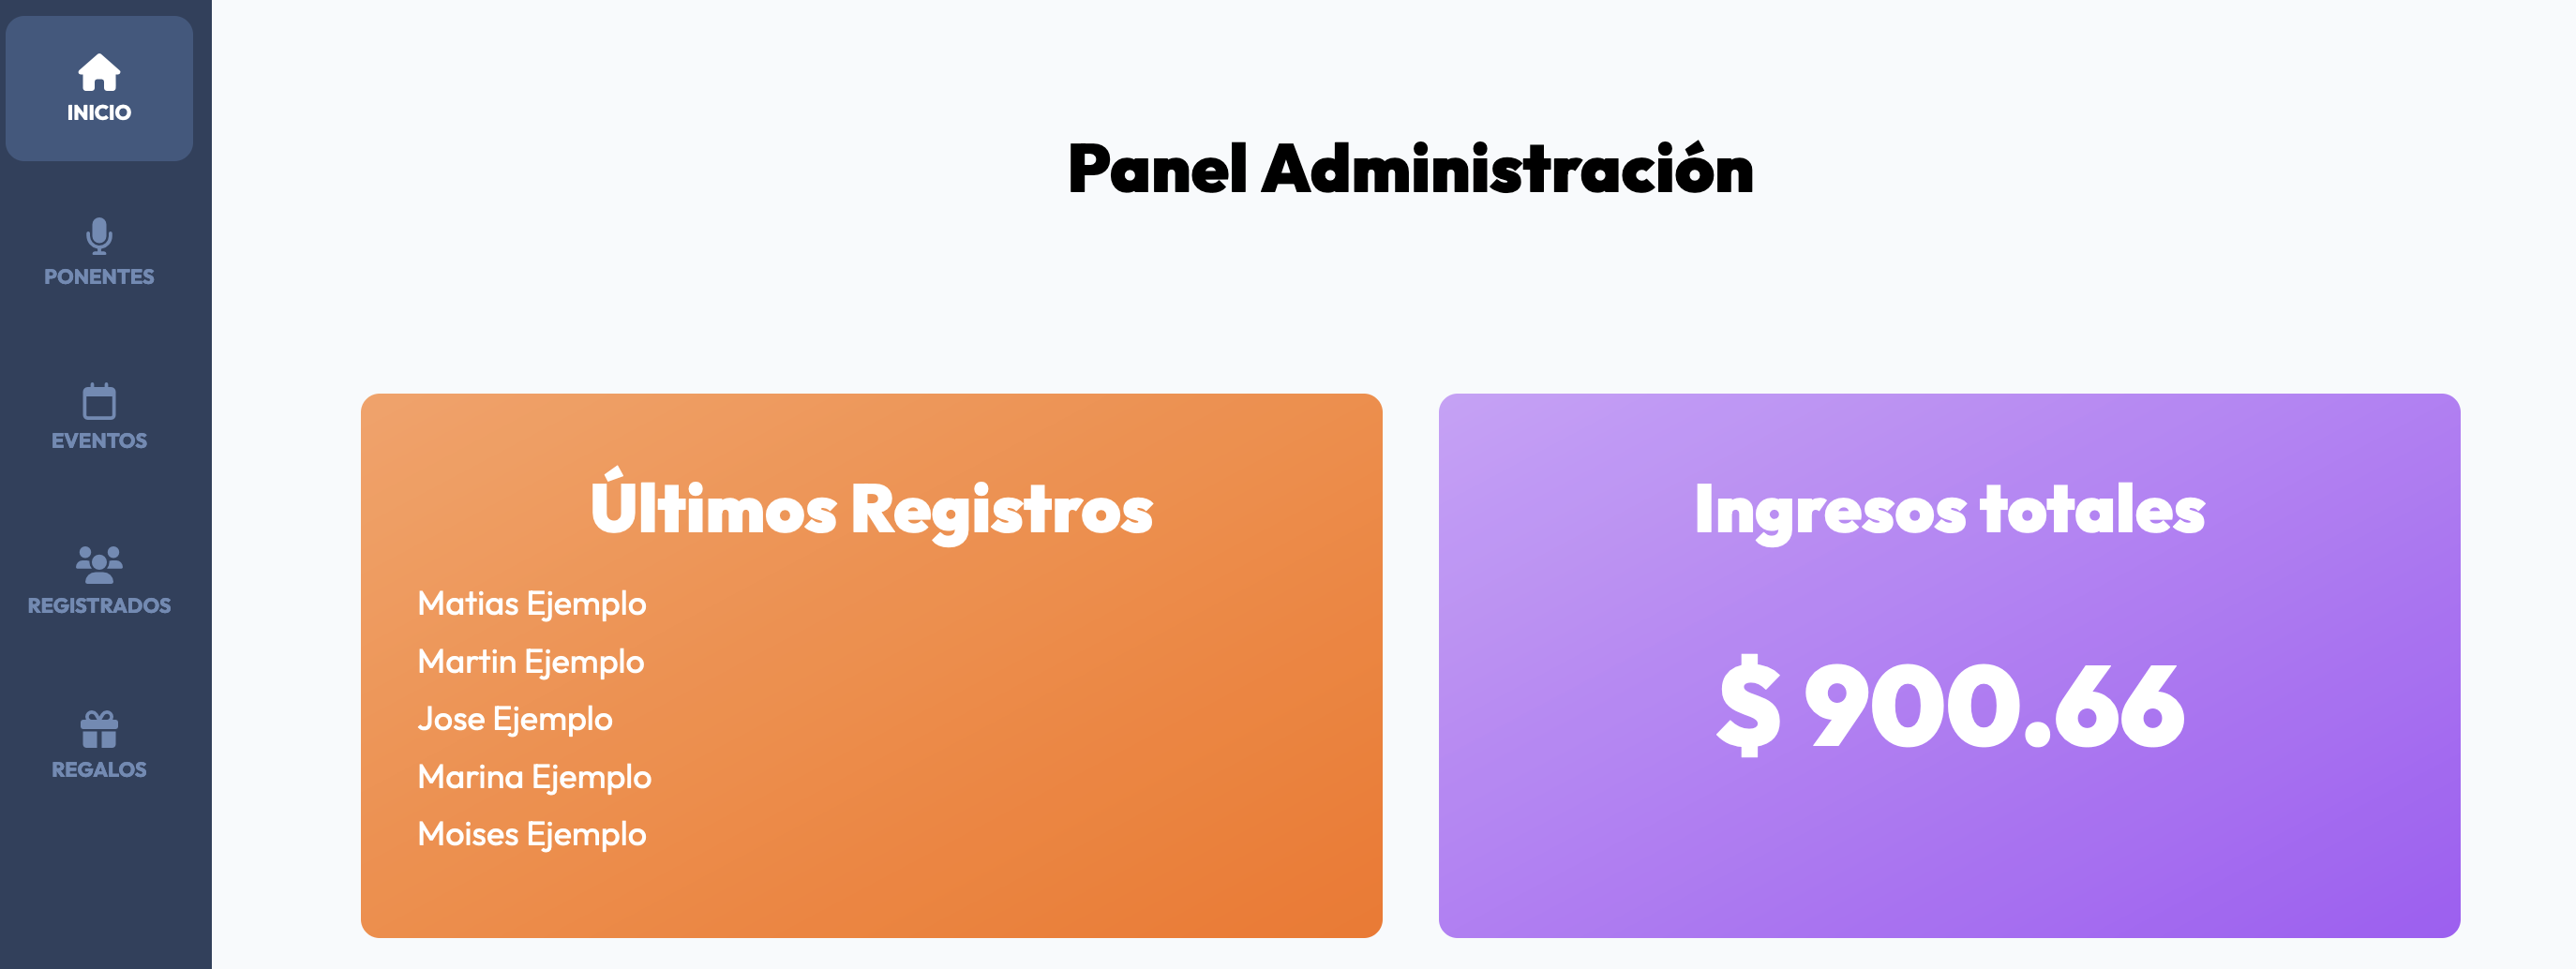 INICIO
PONENTES
EVENTOS
REGISTRADOS
REGALOS
Panel Administración
Últimos Registros
Matias Ejemplo
Martin Ejemplo
Jose Ejemplo
Marina Ejemplo
Moises Ejemplo
Ingresos totales
$ 900.66